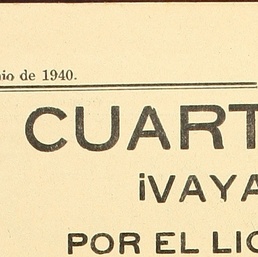 nio de 1940.
CUART
¡VAYA
POR EL LIC